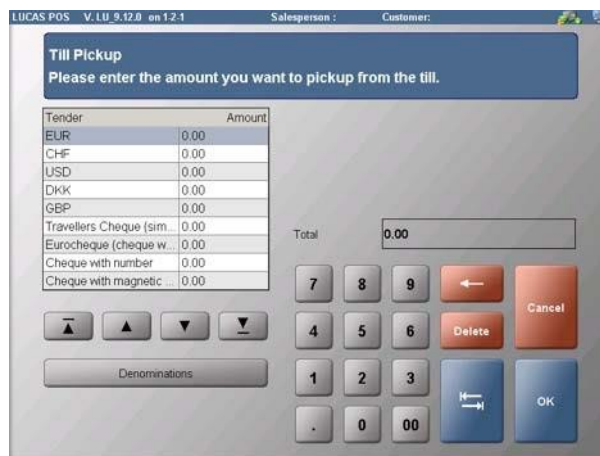 LUCAS POS V. LU_9.12.0 on 1-2-1 Salesperson : Customer:
Till Pickup
Please enter the amount you want to pickup from the till.
Tender Amount
EUR 0.00
CHF 0.00
USD 0.00
DKK 0.00
GBP 0.00
Travellers Cheque (sim... 0.00
Eurocheque (cheque w... 0.00
Cheque with number 0.00
Cheque with magnetic ... 0.00
Total 0.00
7 8 9
Cancel
4 5 6 Delete
Denominations
1 2 3
OK
. 0 00